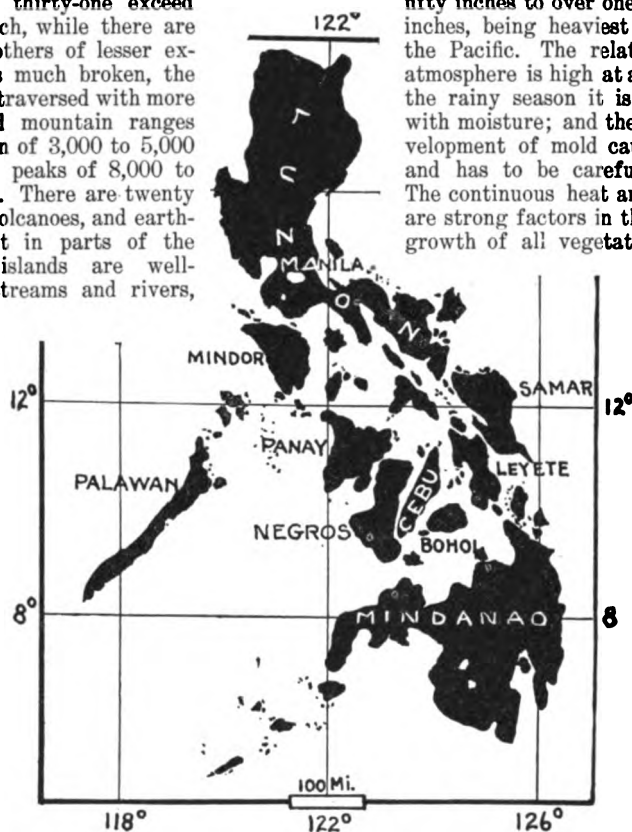 thirty-one exceed
ch, while there are
others of lesser ex-
s much broken, the
traversed with more
d mountain ranges
n of 3,000 to 5,000
peaks of 8,000 to
. There are twenty
olcanoes, and earth-
t in parts of the
islands are well-
treams and rivers,
fifty inches to over one
inches, being heaviest
the Pacific. The relat
atmosphere is high at a
the rainy season it is
with moisture; and the
velopment of mold cau
and has to be carefu
The continuous heat an
are strong factors in th
growth of all vegetat
122°
LUZON
MANILA
MINDOR
SAMAR
12°
12°
PANAY
LEYETE
PALAWAN
CEBU
NEGROS
BOHOL
8°
MINDANAO
8
100 Mi.
118°
122°
126°